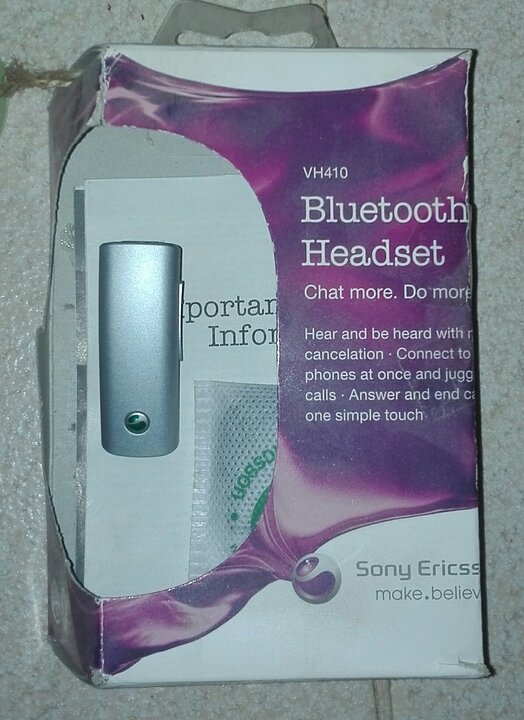 VH410
Bluetooth
Headset
Chat more. Do more
Hear and be heard with
cancelation · Connect to
phones at once and jugg
calls · Answer and end ca
one simple touch
portan
Infor
Sony Ericss
make.believ